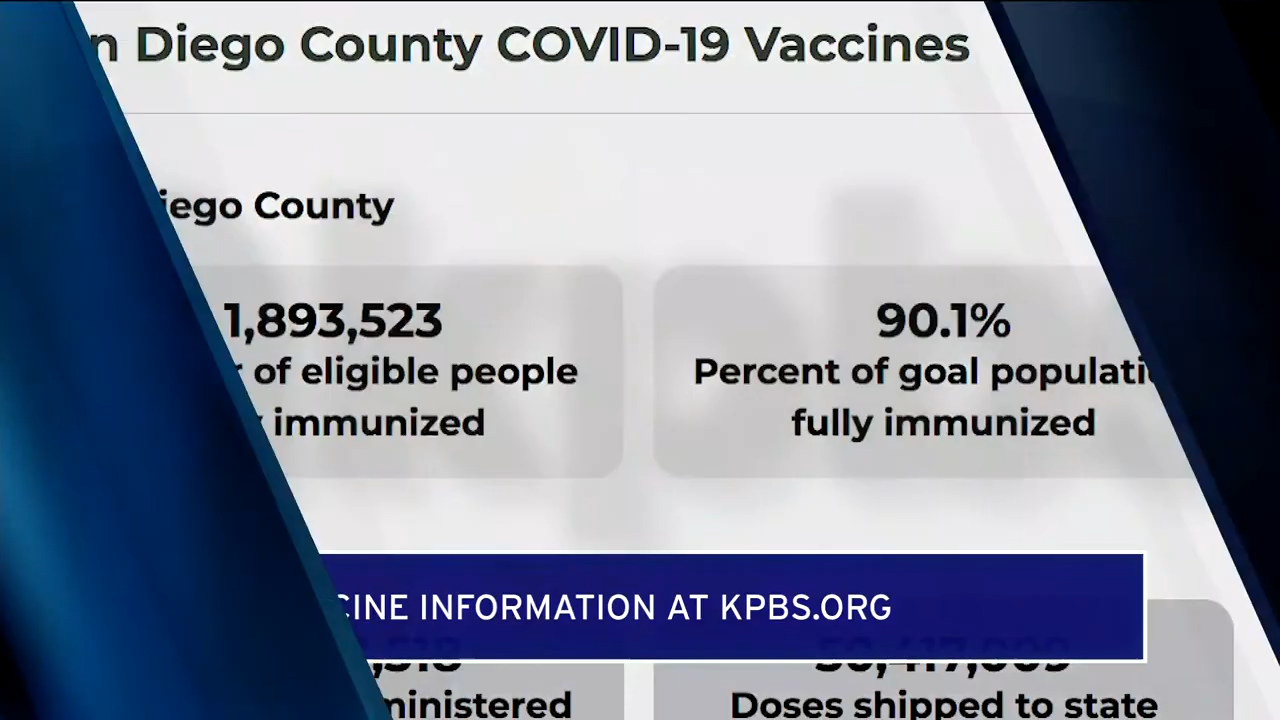 n Diego County COVID-19 Vaccines
iego County
1,893,523
90.1%
r of eligible people
immunized
Percent of goal populati
fully immunized
CINE INFORMATION AT KPBS.ORG
,518
ministered
Doses shipped to state